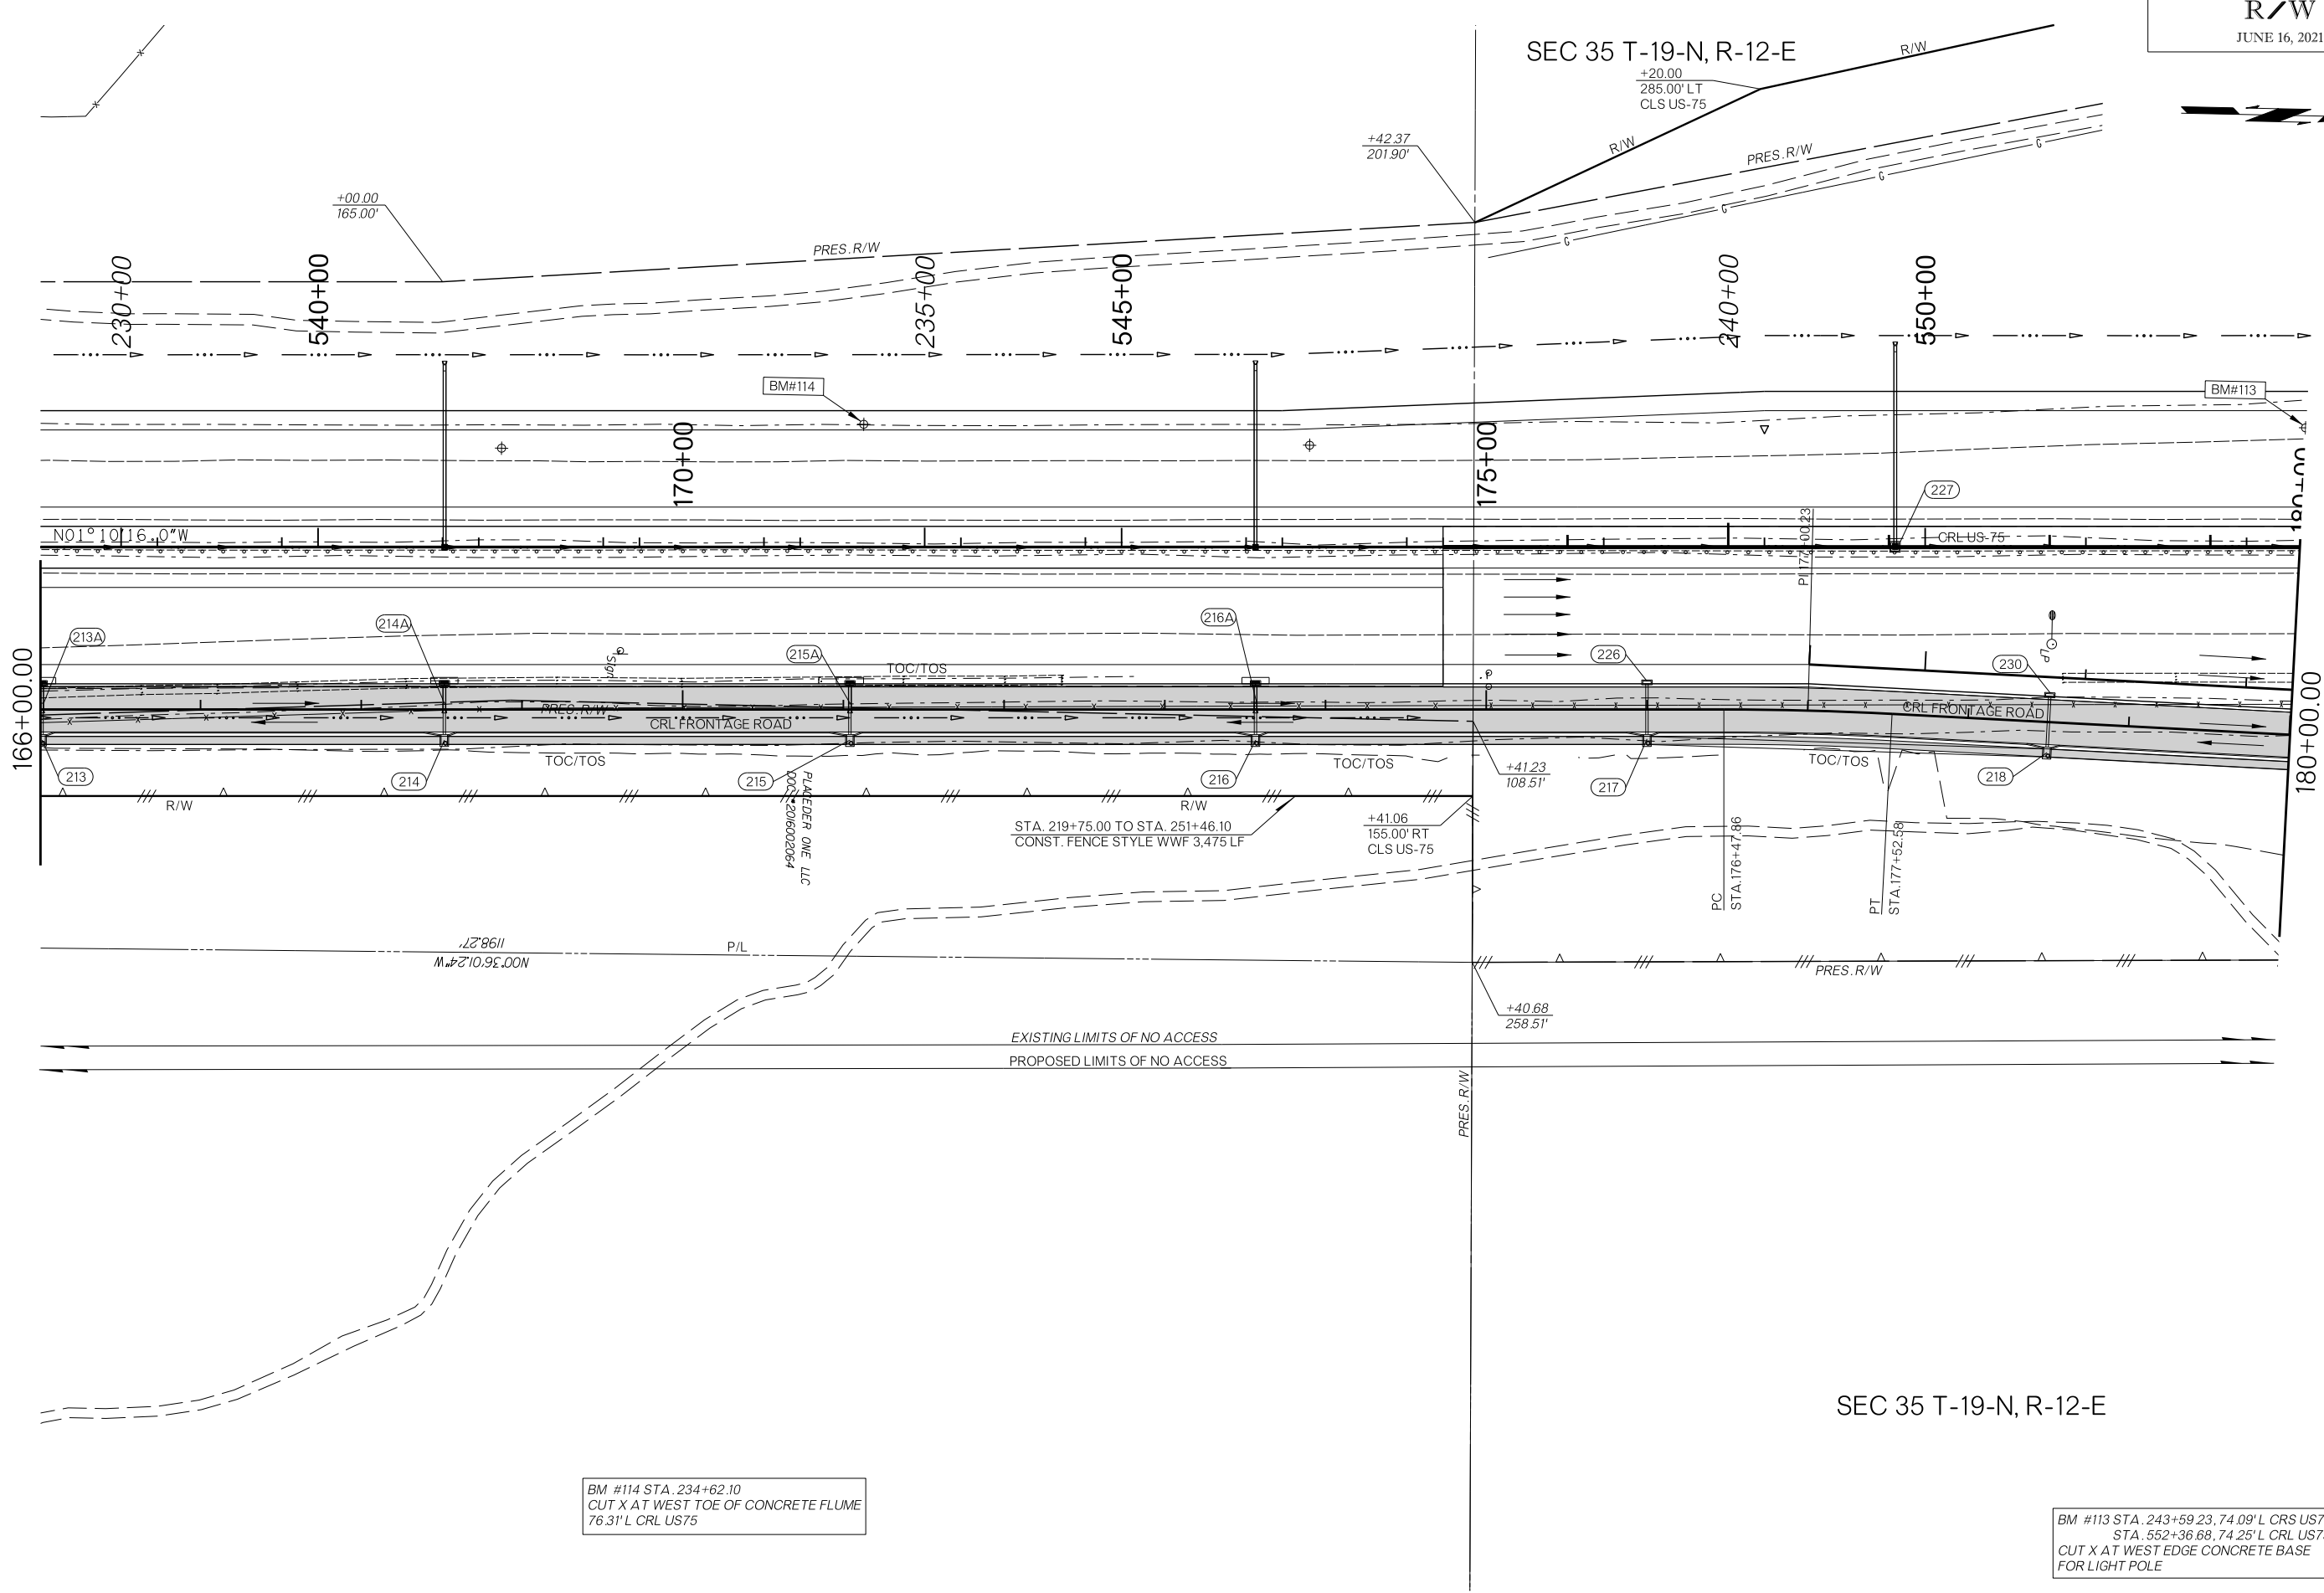 R/W
JUNE 16, 2021
SEC 35 T-19-N, R-12-E
R/W
+20.00
285.00' LT
CLS US-75
R/W
PRES. R/W
+42.37
201.90'
+00.00
165.00'
PRES. R/W
G
G
G
G
230+00
540+00
235+00
545+00
240+00
550+00
BM#114
BM#113
170+00
175+00
227
N01°10'16.0"W
CRL US-75
213A
214A
Sign
215A
TOC/TOS
216A
226
230
LP
166+00.00
PRES. R/W
CRL FRONTAGE ROAD
CRL FRONTAGE ROAD
180+00.00
213
214
TOC/TOS
215
216
TOC/TOS
217
TOC/TOS
218
+41.23
108.51'
R/W
PLACEDER ONE LLC
R/W
STA. 219+75.00 TO STA. 251+46.10
CONST. FENCE STYLE WWF 3,475 LF
+41.06
155.00' RT
CLS US-75
PC
STA.176+47.86
PT
STA.177+52.58
1198.27'
N00°36'01.24"W
P/L
PRES. R/W
+40.68
258.51'
EXISTING LIMITS OF NO ACCESS
PROPOSED LIMITS OF NO ACCESS
PRES. R/W
SEC 35 T-19-N, R-12-E
BM #114 STA. 234+62.10
CUT X AT WEST TOE OF CONCRETE FLUME
76.31' L CRL US75
BM #113 STA. 243+59.23, 74.09' L CRS US7
STA. 552+36.68, 74.25' L CRL US7
CUT X AT WEST EDGE CONCRETE BASE
FOR LIGHT POLE